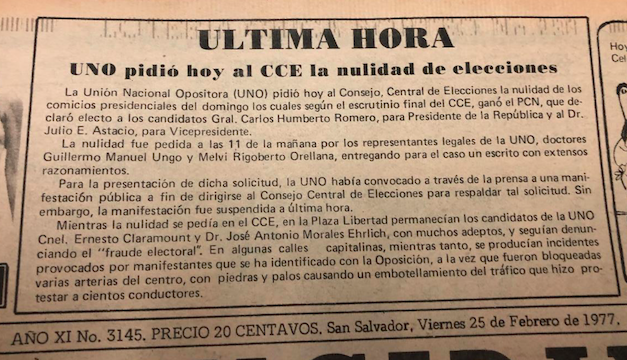 ULTIMA HORA
UNO pidió hoy al CCE la nulidad de elecciones
La Unión Nacional Opositora (UNO) pidió hoy al Consejo, Central de Elecciones la nulidad de los
comicios presidenciales del domingo los cuales según el escrutinio final del CCE, ganó el PCN, que de-
claró electo a los candidatos Gral. Carlos Humberto Romero, para Presidente de la República y al Dr.
Julio E. Astacio, para Vicepresidente.
La nulidad fue pedida a las 11 de la mañana por los representantes legales de la UNO, doctores
Guillermo Manuel Ungo y Melvi Rigoberto Orellana, entregando para el caso un escrito con extensos
razonamientos.
Para la presentación de dicha solicitud, la UNO había convocado a través de la prensa a una mani-
festación pública a fin de dirigirse al Consejo Central de Elecciones para respaldar tal solicitud. Sin
embargo, la manifestación fue suspendida a última hora.
Mientras la nulidad se pedía en el CCE, en la Plaza Libertad permanecían los candidatos de la UNO
Cnel. Ernesto Claramount y Dr. José Antonio Morales Ehrlich, con muchos adeptos, y seguían denun-
ciando el "fraude electoral". En algunas calles capitalinas, mientras tanto, se producían incidentes
provocados por manifestantes que se ha identificado con la Oposición, a la vez que fueron bloqueadas
varias arterias del centro, con piedras y palos causando un embotellamiento del tráfico que hizo pro-
testar a cientos conductores.
Hoy
Cel
AÑO XI No. 3145. PRECIO 20 CENTAVOS. San Salvador, Viernes 25 de Febrero de 1977.